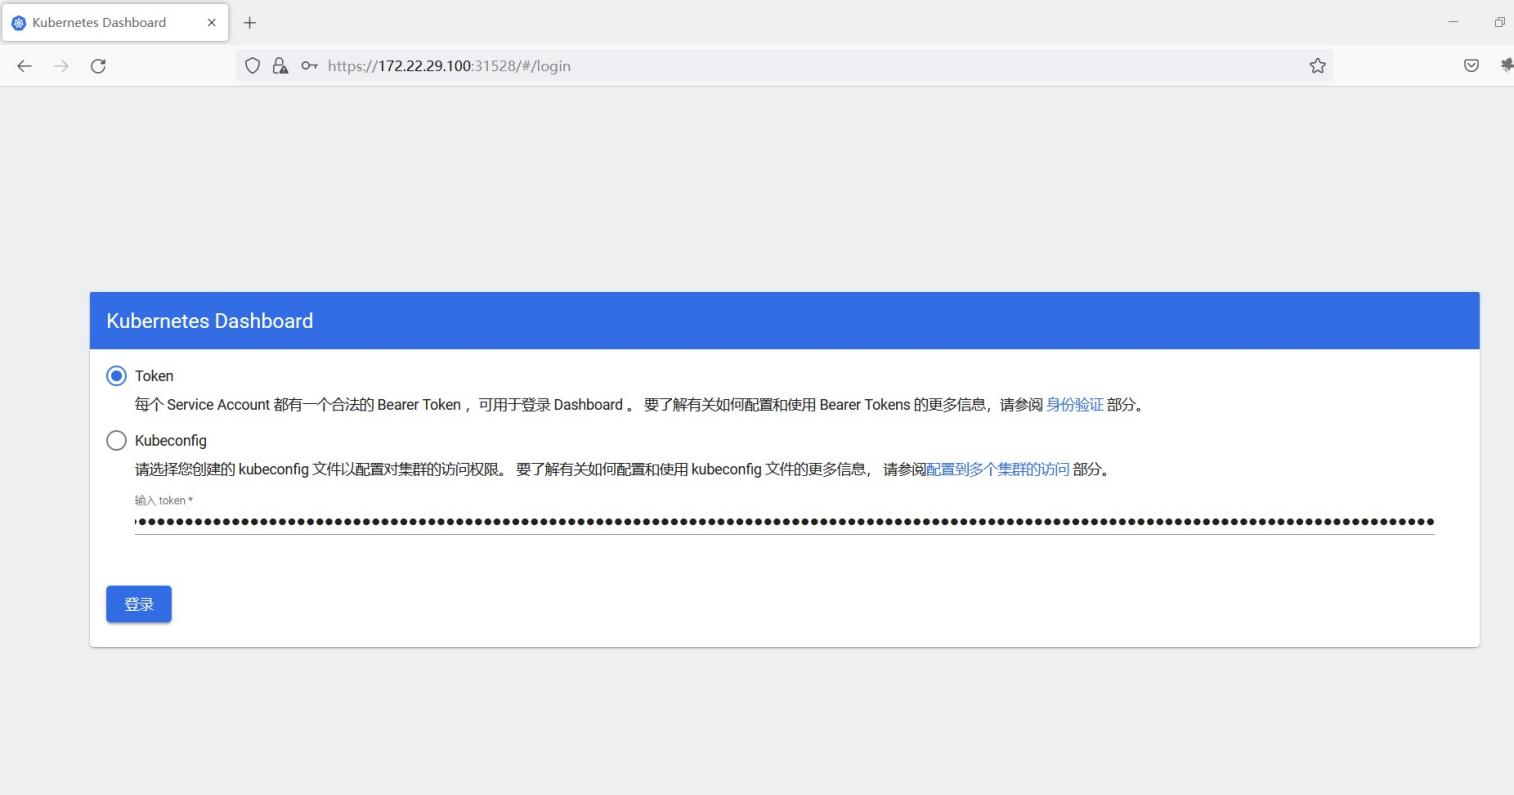 Kubernetes Dashboard
https://172.22.29.100:31528/#/login
Kubernetes Dashboard
Token
每个 Service Account 都有一个合法的 Bearer Token ，可用于登录 Dashboard 。 要了解有关如何配置和使用 Bearer Tokens 的更多信息，请参阅 身份验证 部分。
Kubeconfig
请选择您创建的 kubeconfig 文件以配置对集群的访问权限。 要了解有关如何配置和使用 kubeconfig 文件的更多信息， 请参阅配置到多个集群的访问 部分。
输入 token *
登录